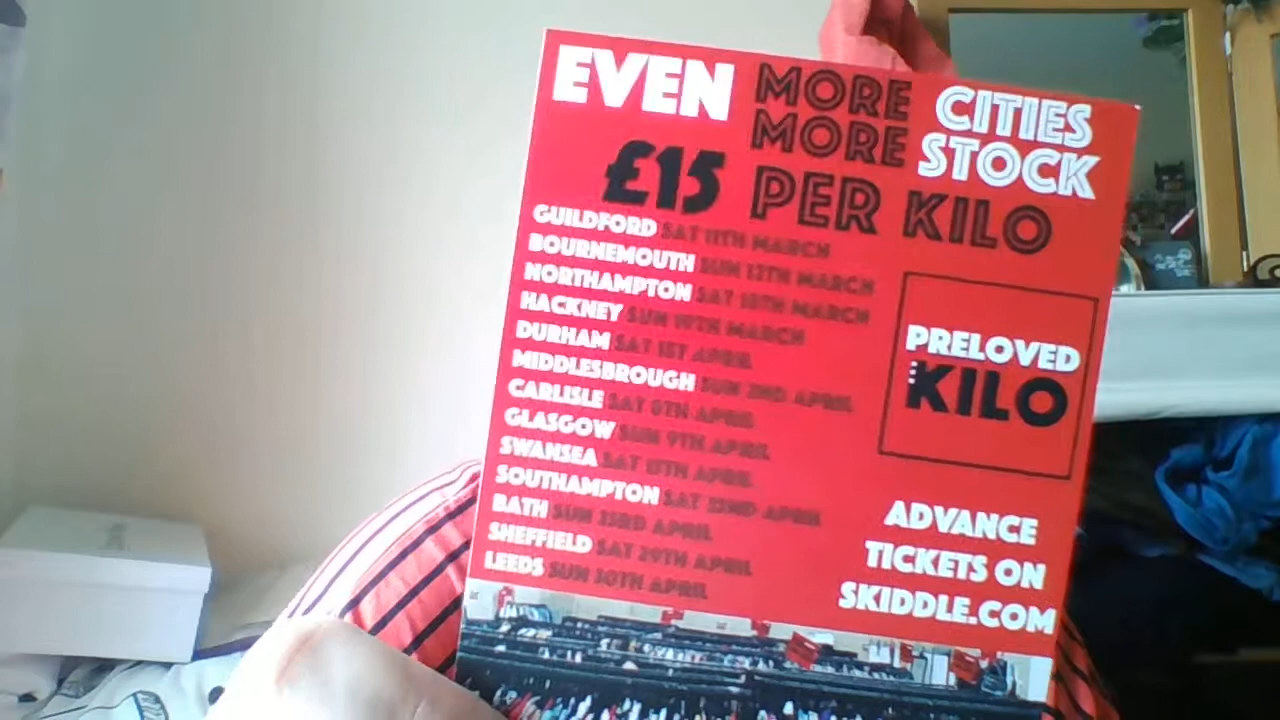 EVEN MORE CITIES
MORE STOCK
£15 PER KILO
GUILDFORD SAT 11TH MARCH
BOURNEMOUTH SUN 12TH MARCH
NORTHAMPTON SAT 18TH MARCH
HACKNEY SUN 19TH MARCH
DURHAM SAT 1ST APRIL
MIDDLESBROUGH SUN 2ND APRIL
CARLISLE SAT 8TH APRIL
GLASGOW SUN 9TH APRIL
SWANSEA SAT 15TH APRIL
SOUTHAMPTON SAT 22ND APRIL
BATH SUN 23RD APRIL
SHEFFIELD SAT 29TH APRIL
LEEDS SUN 30TH APRIL
PRELOVED
KILO
ADVANCE
TICKETS ON
SKIDDLE.COM